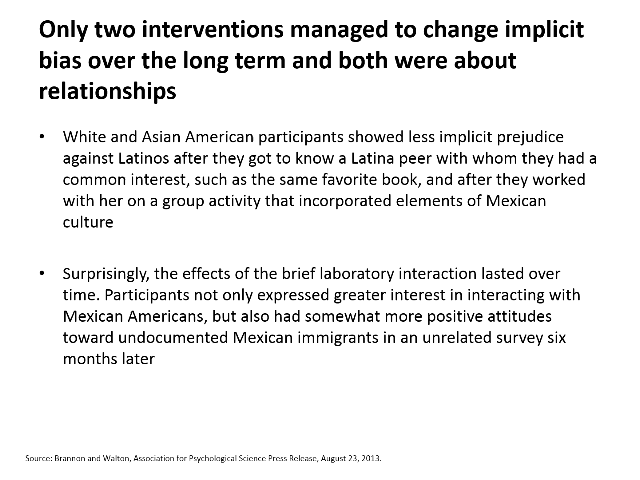 Only two interventions managed to change implicit
bias over the long term and both were about
relationships
• White and Asian American participants showed less implicit prejudice
against Latinos after they got to know a Latina peer with whom they had a
common interest, such as the same favorite book, and after they worked
with her on a group activity that incorporated elements of Mexican
culture
• Surprisingly, the effects of the brief laboratory interaction lasted over
time. Participants not only expressed greater interest in interacting with
Mexican Americans, but also had somewhat more positive attitudes
toward undocumented Mexican immigrants in an unrelated survey six
months later
Source: Brannon and Walton, Association for Psychological Science Press Release, August 23, 2013.